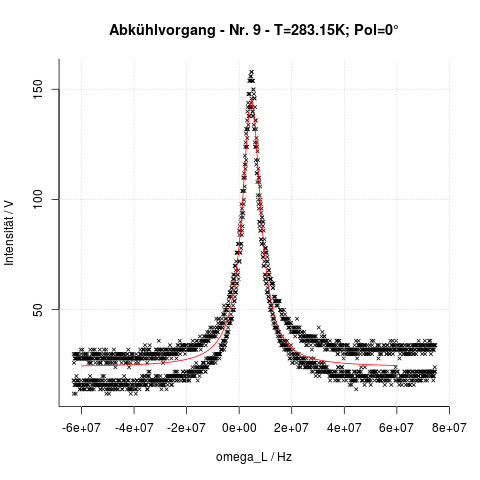 Abkühlvorgang - Nr. 9 - T=283.15K; Pol=0°
Intensität / V
150
100
50
-6e+07 -4e+07 -2e+07 0e+00 2e+07 4e+07 6e+07 8e+07
omega_L / Hz